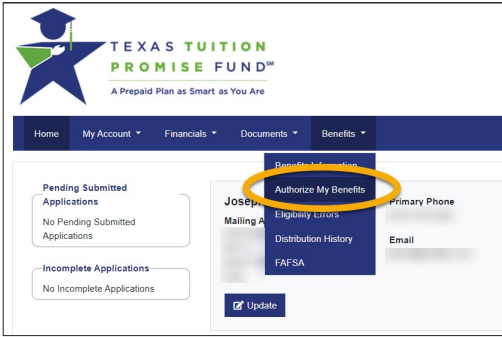 TEXAS TUITION
PROMISE FUND℠
A Prepaid Plan as Smart as You Are
Home My Account Financials Documents Benefits
Benefits Information
Authorize My Benefits
Eligibility Errors
Distribution History
FAFSA
Pending Submitted
Applications
No Pending Submitted
Applications
Incomplete Applications
No Incomplete Applications
Joseph
Primary Phone
Mailing A
Email
Update